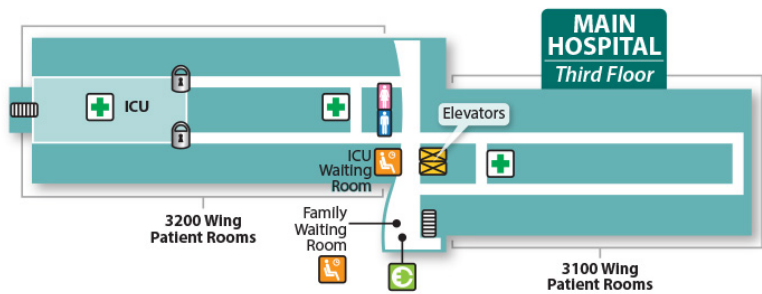 MAIN
HOSPITAL
Third Floor
ICU
Elevators
ICU
Waiting
Room
Family
Waiting
Room
3200 Wing
Patient Rooms
3100 Wing
Patient Rooms